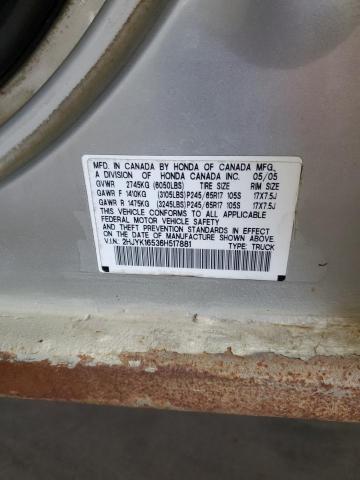 MFD. IN CANADA BY HONDA OF CANADA MFG.,
A DIVISION OF HONDA CANADA INC. 05/05
GVWR 2745KG (6050LBS) TIRE SIZE RIM SIZE
GAWR F 1410KG (3105LBS) P245/65R17 105S 17X7.5J
GAWR R 1475KG (3245LBS) P245/65R17 105S 17X7.5J
THIS VEHICLE CONFORMS TO ALL APPLICABLE
FEDERAL MOTOR VEHICLE SAFETY AND THEFT
PREVENTION STANDARDS IN EFFECT ON THE
DATE OF MANUFACTURE SHOWN ABOVE.
V.I.N. 2HJYK16536H517881 TYPE: TRUCK